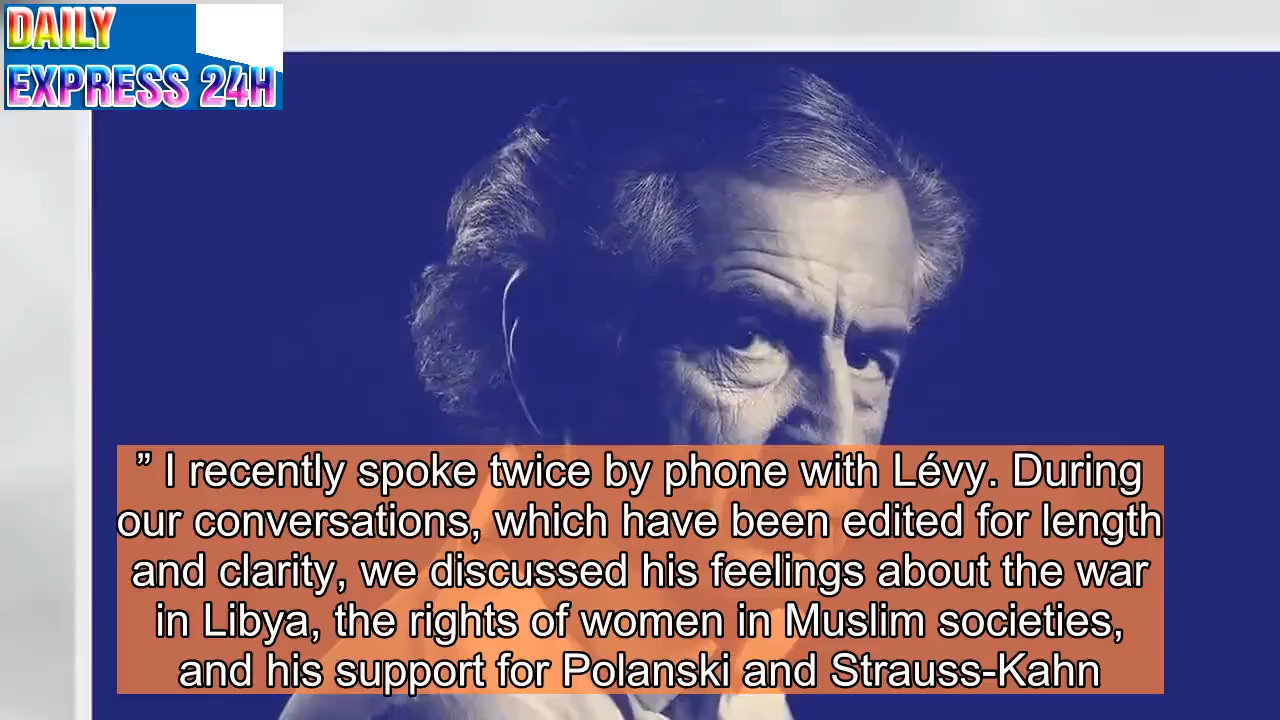 DAILY
EXPRESS 24H
” I recently spoke twice by phone with Lévy. During
our conversations, which have been edited for length
and clarity, we discussed his feelings about the war
in Libya, the rights of women in Muslim societies,
and his support for Polanski and Strauss-Kahn